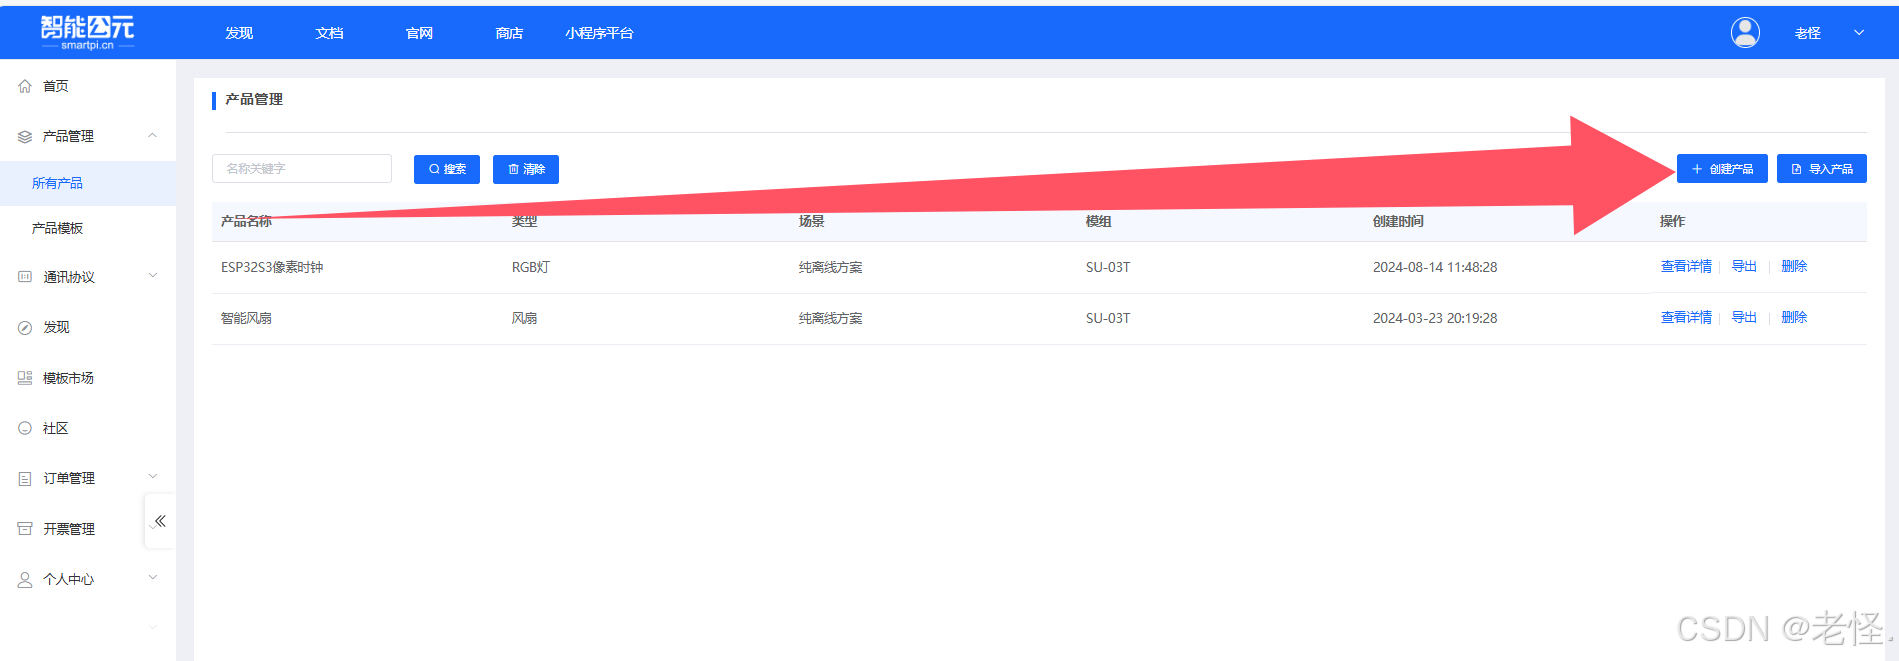 智能公元
smartpi.cn
发现 文档 官网 商店 小程序平台 老怪
首页
产品管理
所有产品
产品模板
通讯协议
发现
模板市场
社区
订单管理
开票管理
个人中心
产品管理
名称关键字 搜索 清除 创建产品 导入产品
产品名称 类型 场景 模组 创建时间 操作
ESP32S3像素时钟 RGB灯 纯离线方案 SU-03T 2024-08-14 11:48:28 查看详情 导出 删除
智能风扇 风扇 纯离线方案 SU-03T 2024-03-23 20:19:28 查看详情 导出 删除
CSDN @老怪.